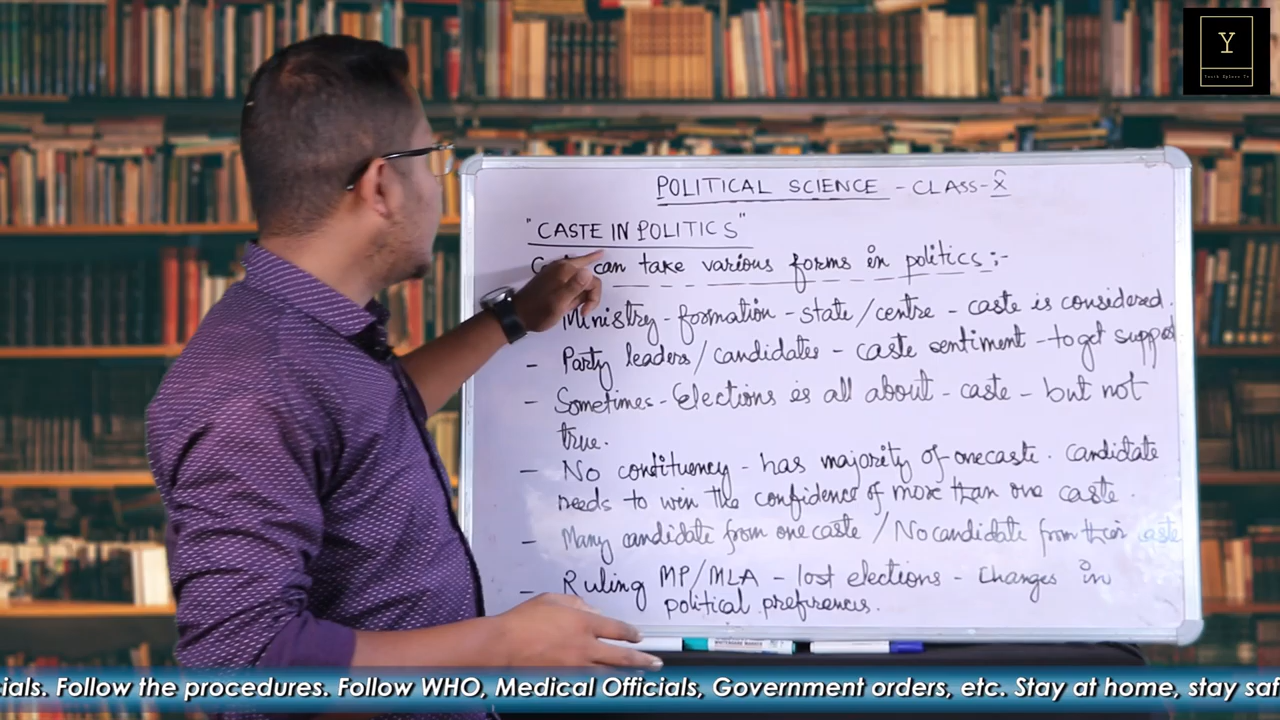 Y
POLITICAL SCIENCE - CLASS-X
"CASTE IN POLITICS"
can take various forms in politics :-
Ministry - formation - state/centre - caste is considered.
- Party leaders/candidates - caste sentiment - to get support
- Sometimes - Elections is all about - caste - but not
true.
- No contituency - has majority of one caste. Candidate
needs to win the confidence of more than one caste.
- Many candidate from one caste / No candidate from their caste
- Ruling MP/MLA - lost elections - Changes in
political prefirences.
ials. Follow the procedures. Follow WHO, Medical Officials, Government orders, etc. Stay at home, stay saf